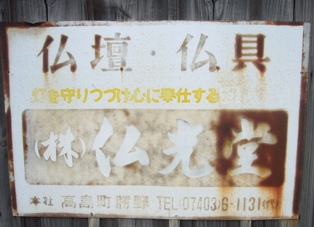 仏壇・仏具
灯を守りつづけ心に奉仕する
(株)仏光堂
本社 高島町勝野 TEL(07403)6-1131(代)